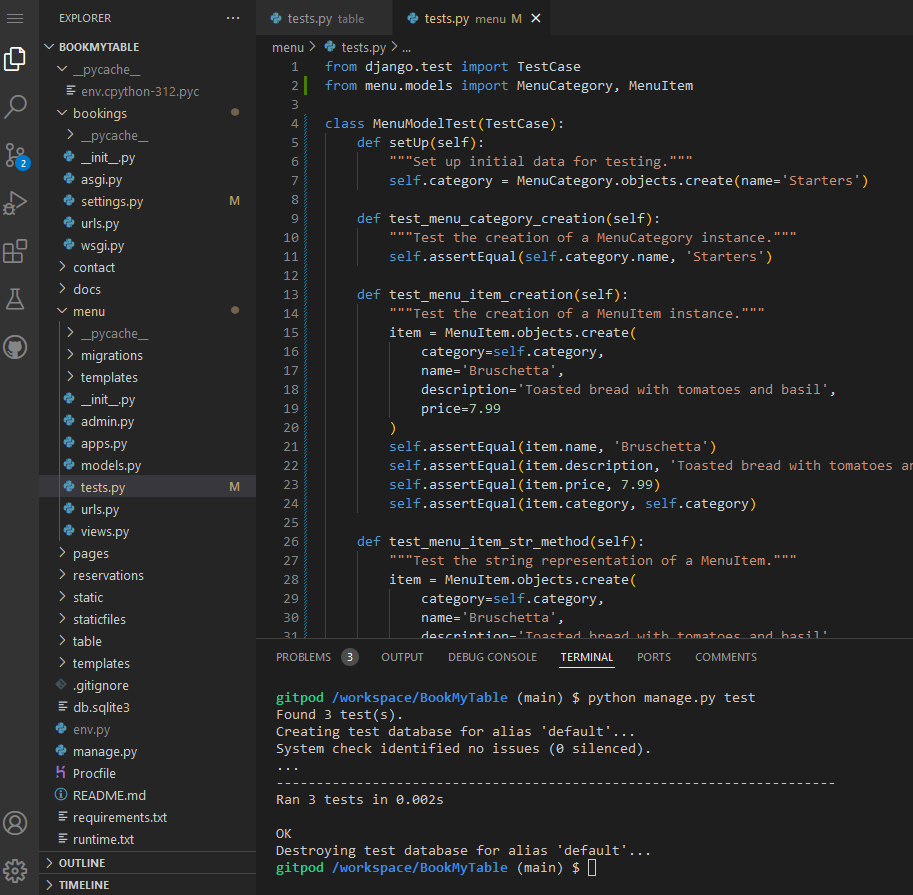 EXPLORER
BOOKMYTABLE
__pycache__
env.cpython-312.pyc
bookings
__pycache__
__init__.py
asgi.py
settings.py M
urls.py
wsgi.py
contact
docs
menu
__pycache__
migrations
templates
__init__.py
admin.py
apps.py
models.py
tests.py M
urls.py
views.py
pages
reservations
static
staticfiles
table
templates
.gitignore
db.sqlite3
env.py
manage.py
Procfile
README.md
requirements.txt
runtime.txt
OUTLINE
TIMELINE
2
tests.py table
tests.py menu M
menu > tests.py > ...
1 from django.test import TestCase
2 from menu.models import MenuCategory, MenuItem
3
4 class MenuModelTest(TestCase):
5 def setUp(self):
6 """Set up initial data for testing."""
7 self.category = MenuCategory.objects.create(name='Starters')
8
9 def test_menu_category_creation(self):
10 """Test the creation of a MenuCategory instance."""
11 self.assertEqual(self.category.name, 'Starters')
12
13 def test_menu_item_creation(self):
14 """Test the creation of a MenuItem instance."""
15 item = MenuItem.objects.create(
16 category=self.category,
17 name='Bruschetta',
18 description='Toasted bread with tomatoes and basil',
19 price=7.99
20 )
21 self.assertEqual(item.name, 'Bruschetta')
22 self.assertEqual(item.description, 'Toasted bread with tomatoes an
23 self.assertEqual(item.price, 7.99)
24 self.assertEqual(item.category, self.category)
25
26 def test_menu_item_str_method(self):
27 """Test the string representation of a MenuItem."""
28 item = MenuItem.objects.create(
29 category=self.category,
30 name='Bruschetta',
31 description='Toasted bread with tomatoes and basil'
PROBLEMS 3 OUTPUT DEBUG CONSOLE TERMINAL PORTS COMMENTS
gitpod /workspace/BookMyTable (main) $ python manage.py test
Found 3 test(s).
Creating test database for alias 'default'...
System check identified no issues (0 silenced).
...
----------------------------------------------------------------------
Ran 3 tests in 0.002s
OK
Destroying test database for alias 'default'...
gitpod /workspace/BookMyTable (main) $